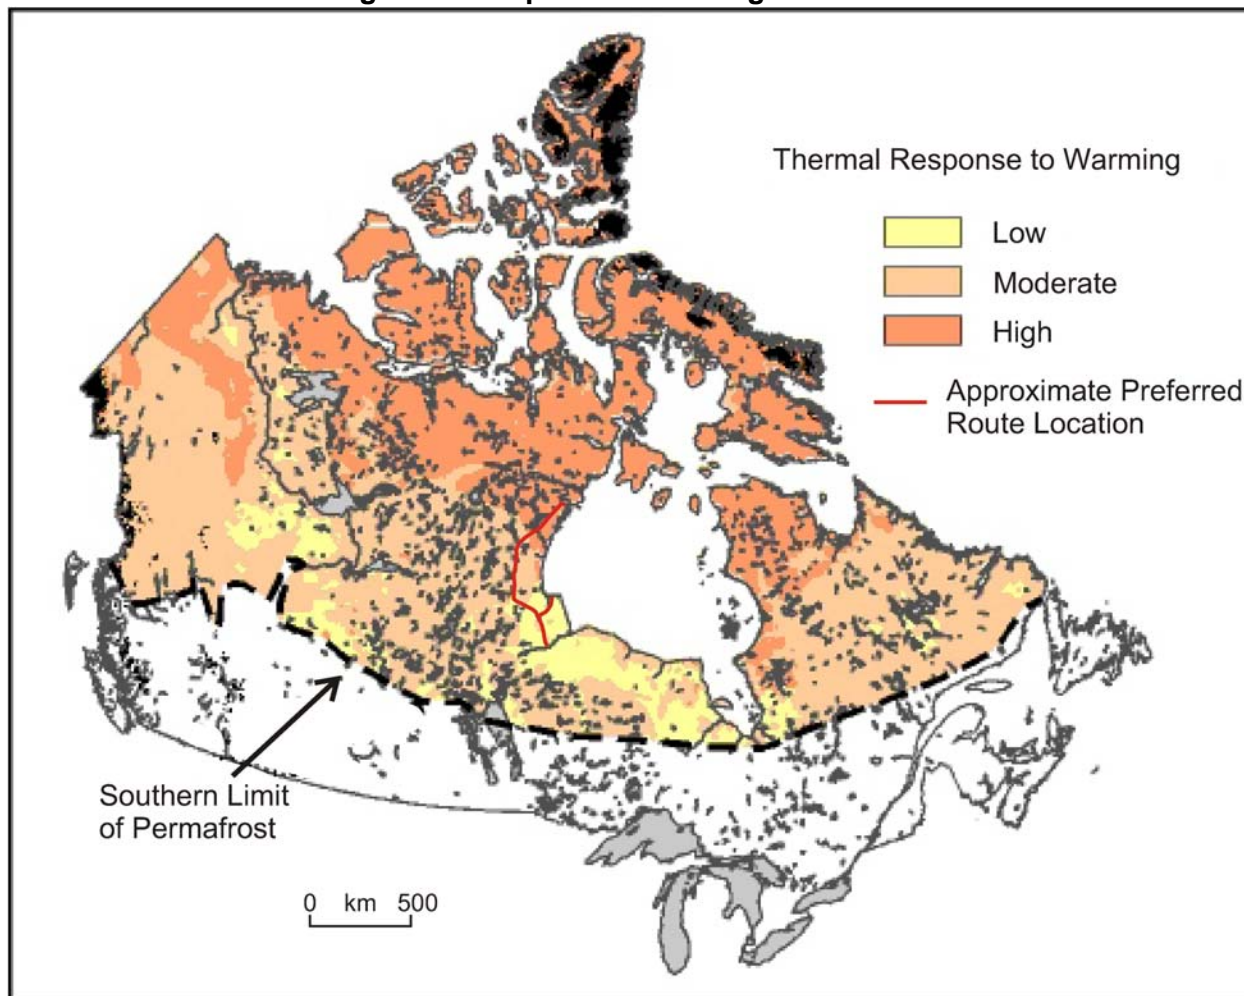 Thermal Response to Warming
Low
Moderate
High
Approximate Preferred
Route Location
Southern Limit
of Permafrost
0 km 500